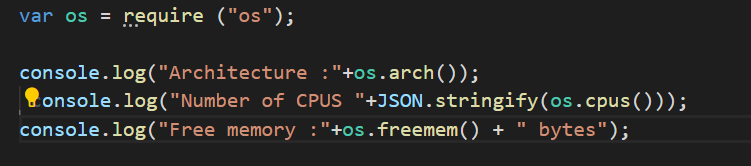 var os = require ("os");
console.log("Architecture :"+os.arch());
console.log("Number of CPUS "+JSON.stringify(os.cpus()));
console.log("Free memory :"+os.freemem() + " bytes");